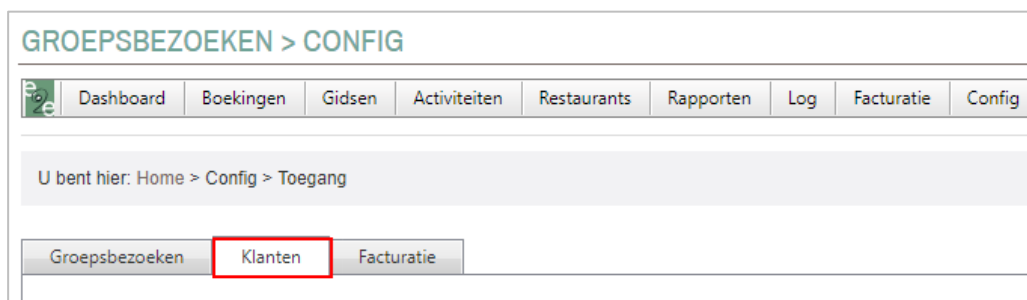 GROEPSBEZOEKEN > CONFIG
e2e Dashboard Boekingen Gidsen Activiteiten Restaurants Rapporten Log Facturatie Config
U bent hier: Home > Config > Toegang
Groepsbezoeken Klanten Facturatie